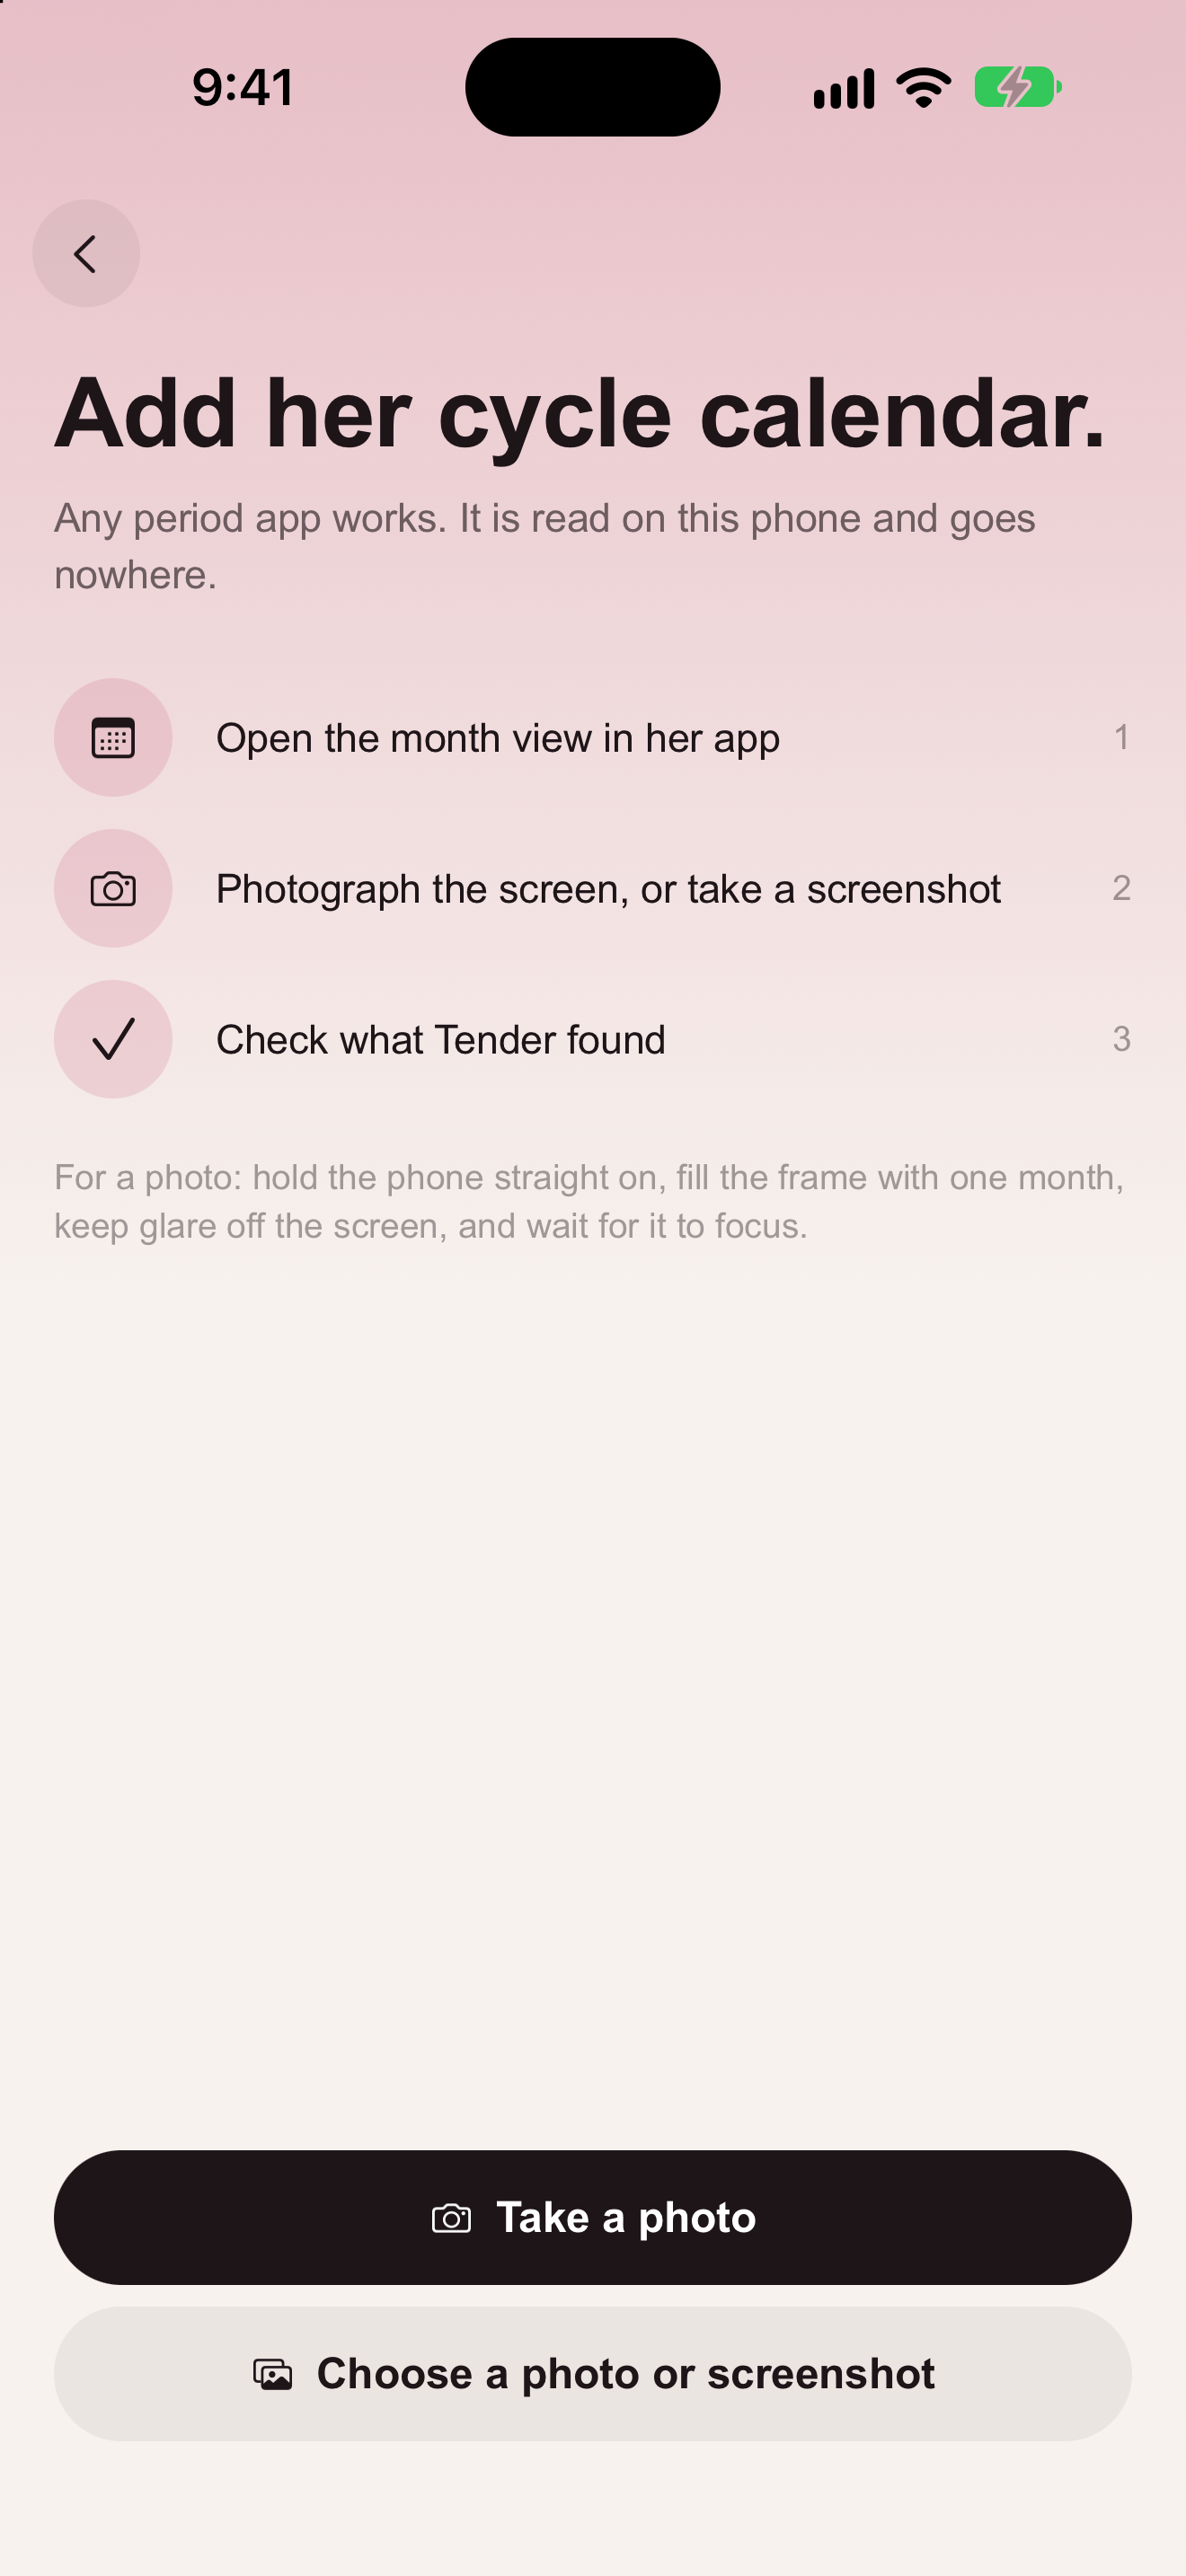 9:41
Add her cycle calendar.
Any period app works. It is read on this phone and goes
nowhere.
Open the month view in her app 1
Photograph the screen, or take a screenshot 2
Check what Tender found 3
For a photo: hold the phone straight on, fill the frame with one month,
keep glare off the screen, and wait for it to focus.
Take a photo
Choose a photo or screenshot